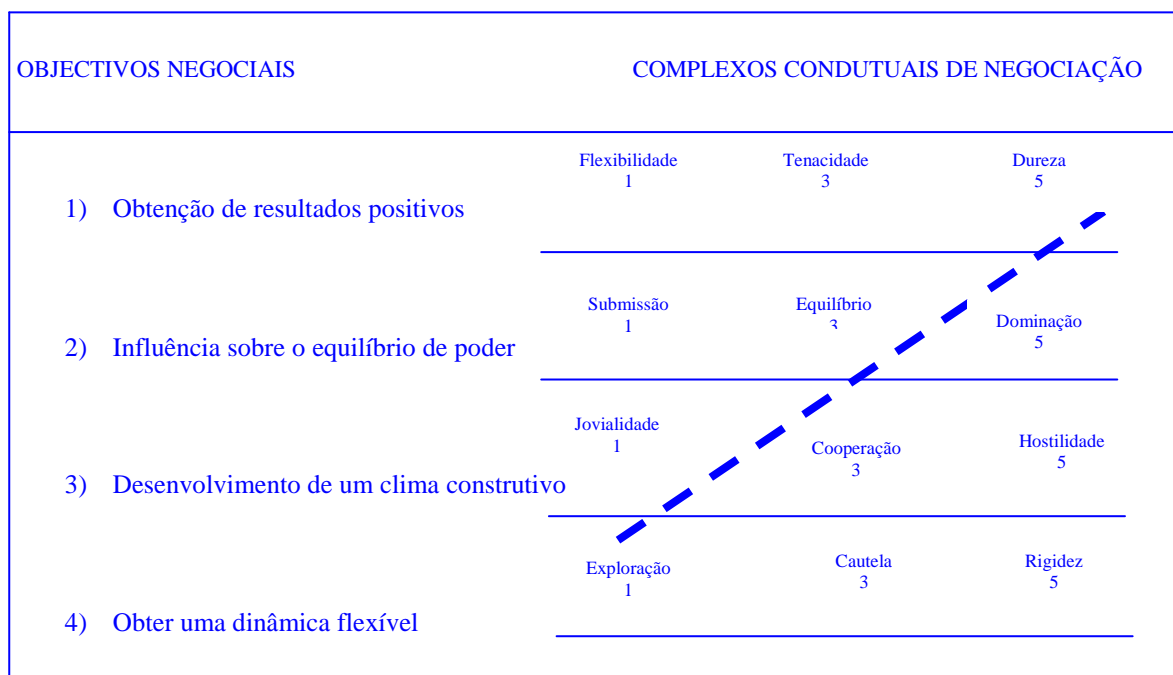 OBJECTIVOS NEGOCIAIS COMPLEXOS CONDUTUAIS DE NEGOCIAÇÃO
Flexibilidade Tenacidade Dureza
1 3 5
1) Obtenção de resultados positivos
Submissão Equilíbrio Dominação
1 3 5
2) Influência sobre o equilíbrio de poder
Jovialidade Cooperação Hostilidade
1 3 5
3) Desenvolvimento de um clima construtivo
Exploração Cautela Rigidez
1 3 5
4) Obter uma dinâmica flexível